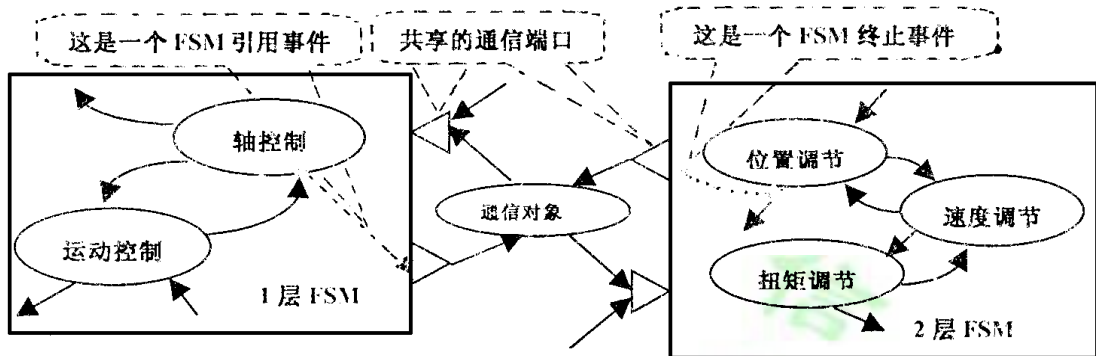 这是一个 FSM 引用事件
共享的通信端口
这是一个 FSM 终止事件
轴控制
位置调节
通信对象
速度调节
运动控制
扭矩调节
1 层 FSM
2 层 FSM